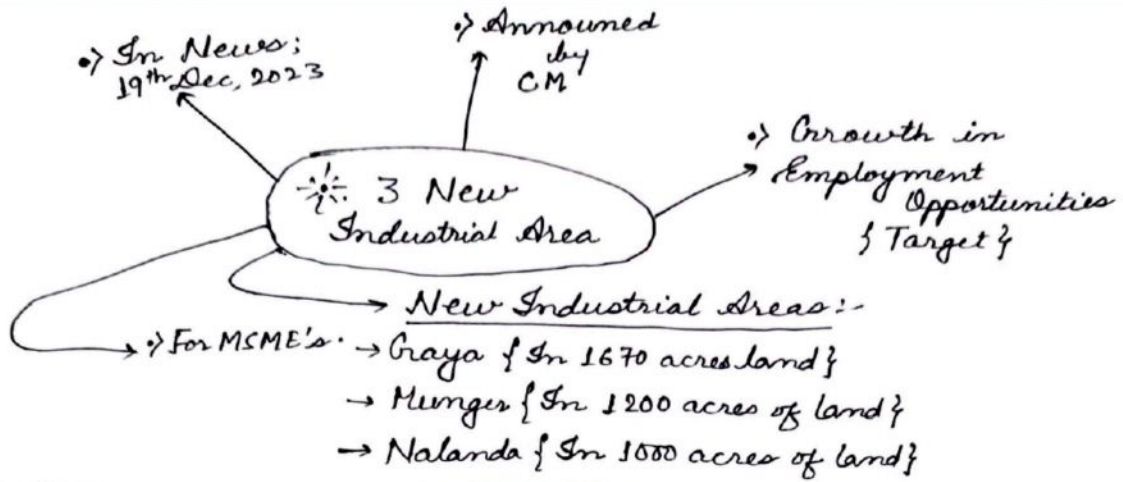 •) In News;
19th Dec, 2023
•) Announed
by
CM
•) Growth in
Employment
Opportunities
{Target}
3 New
Industrial Area
New Industrial Areas:-
•) For MSME's.
→ Gaya {In 1670 acres land}
→ Munger {In 1200 acres of land}
→ Nalanda {In 1000 acres of land}